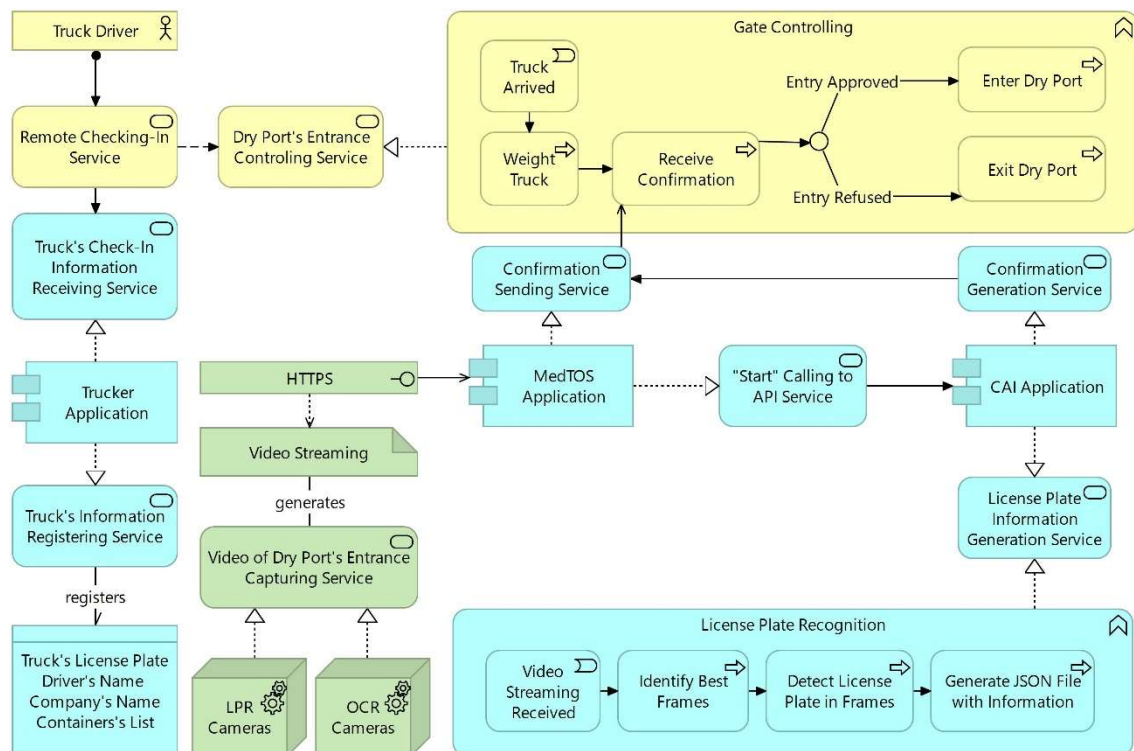 Truck Driver
Gate Controlling
Truck
Arrived
Entry Approved
Enter Dry Port
Remote Checking-In
Service
Dry Port's Entrance
Controling Service
Weight
Truck
Receive
Confirmation
Entry Refused
Exit Dry Port
Truck's Check-In
Information
Receiving Service
Confirmation
Sending Service
Confirmation
Generation Service
Trucker
Application
HTTPS
MedTOS
Application
"Start" Calling to
API Service
CAI Application
Video Streaming
generates
Truck's Information
Registering Service
Video of Dry Port's Entrance
Capturing Service
License Plate
Information
Generation Service
registers
Truck's License Plate
Driver's Name
Company's Name
Containers's List
LPR
Cameras
OCR
Cameras
License Plate Recognition
Video
Streaming
Received
Identify Best
Frames
Detect License
Plate in Frames
Generate JSON File
with Information